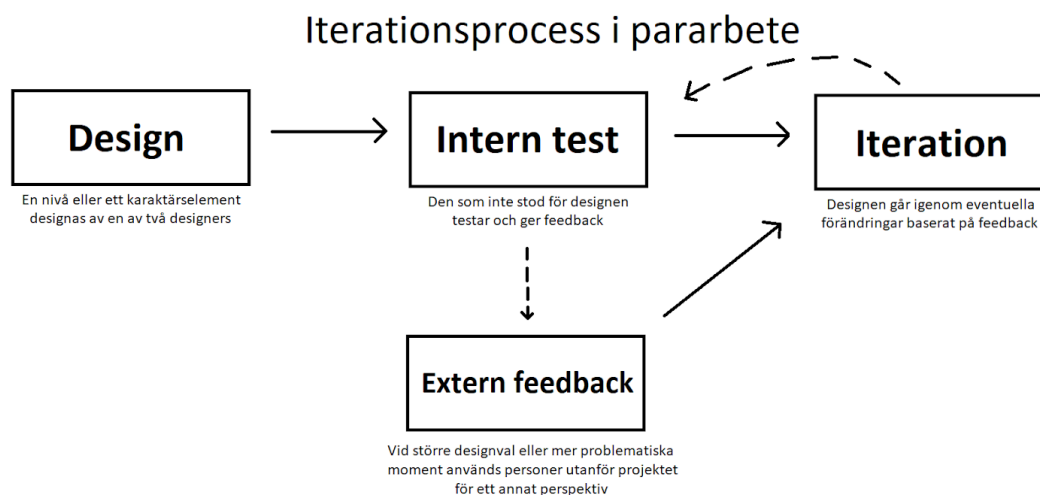 Iterationsprocess i pararbete
Design
En nivå eller ett karaktärselement
designas av en av två designers
Intern test
Den som inte stod för designen
testar och ger feedback
Iteration
Designen går igenom eventuella
förändringar baserat på feedback
Extern feedback
Vid större designval eller mer problematiska
moment används personer utanför projektet
för ett annat perspektiv